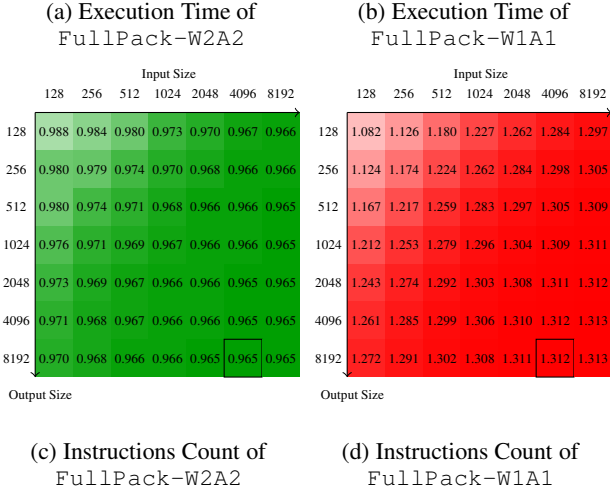 (a) Execution Time of
FullPack-W2A2
(b) Execution Time of
FullPack-W1A1
Input Size
128 256 512 1024 2048 4096 8192
128 0.988 0.984 0.980 0.973 0.970 0.967 0.966
256 0.980 0.979 0.974 0.970 0.968 0.966 0.966
512 0.980 0.974 0.971 0.968 0.966 0.966 0.965
1024 0.976 0.971 0.969 0.967 0.966 0.966 0.965
2048 0.973 0.969 0.967 0.966 0.966 0.965 0.965
4096 0.971 0.968 0.967 0.966 0.966 0.965 0.965
8192 0.970 0.968 0.966 0.966 0.965 0.965 0.965
Output Size
Input Size
128 256 512 1024 2048 4096 8192
128 1.082 1.126 1.180 1.227 1.262 1.284 1.297
256 1.124 1.174 1.224 1.262 1.284 1.298 1.305
512 1.167 1.217 1.259 1.283 1.297 1.305 1.309
1024 1.212 1.253 1.279 1.296 1.304 1.309 1.311
2048 1.243 1.274 1.292 1.303 1.308 1.311 1.312
4096 1.261 1.285 1.299 1.306 1.310 1.312 1.313
8192 1.272 1.291 1.302 1.308 1.311 1.312 1.313
Output Size
(c) Instructions Count of
FullPack-W2A2
(d) Instructions Count of
FullPack-W1A1